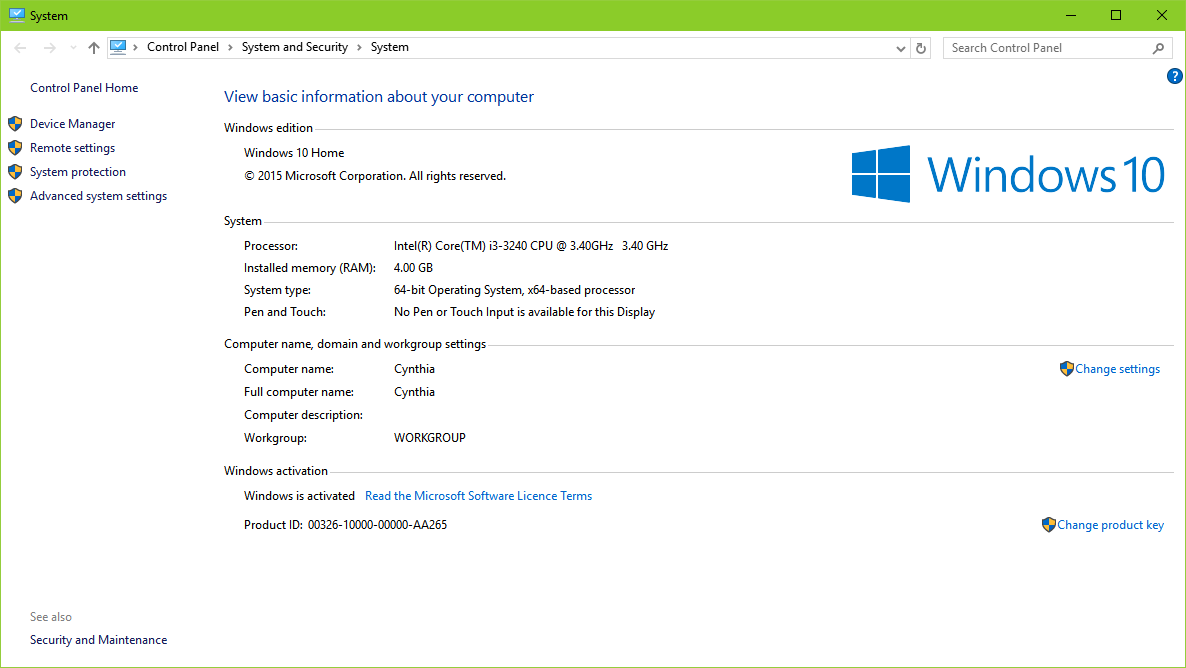 System
Control Panel > System and Security > System
Search Control Panel
?
Control Panel Home
Device Manager
Remote settings
System protection
Advanced system settings
View basic information about your computer
Windows edition
Windows 10 Home
© 2015 Microsoft Corporation. All rights reserved.
Windows 10
System
Processor: Intel(R) Core(TM) i3-3240 CPU @ 3.40GHz 3.40 GHz
Installed memory (RAM): 4.00 GB
System type: 64-bit Operating System, x64-based processor
Pen and Touch: No Pen or Touch Input is available for this Display
Computer name, domain and workgroup settings
Computer name: Cynthia
Change settings
Full computer name: Cynthia
Computer description:
Workgroup: WORKGROUP
Windows activation
Windows is activated Read the Microsoft Software Licence Terms
Product ID: 00326-10000-00000-AA265
Change product key
See also
Security and Maintenance